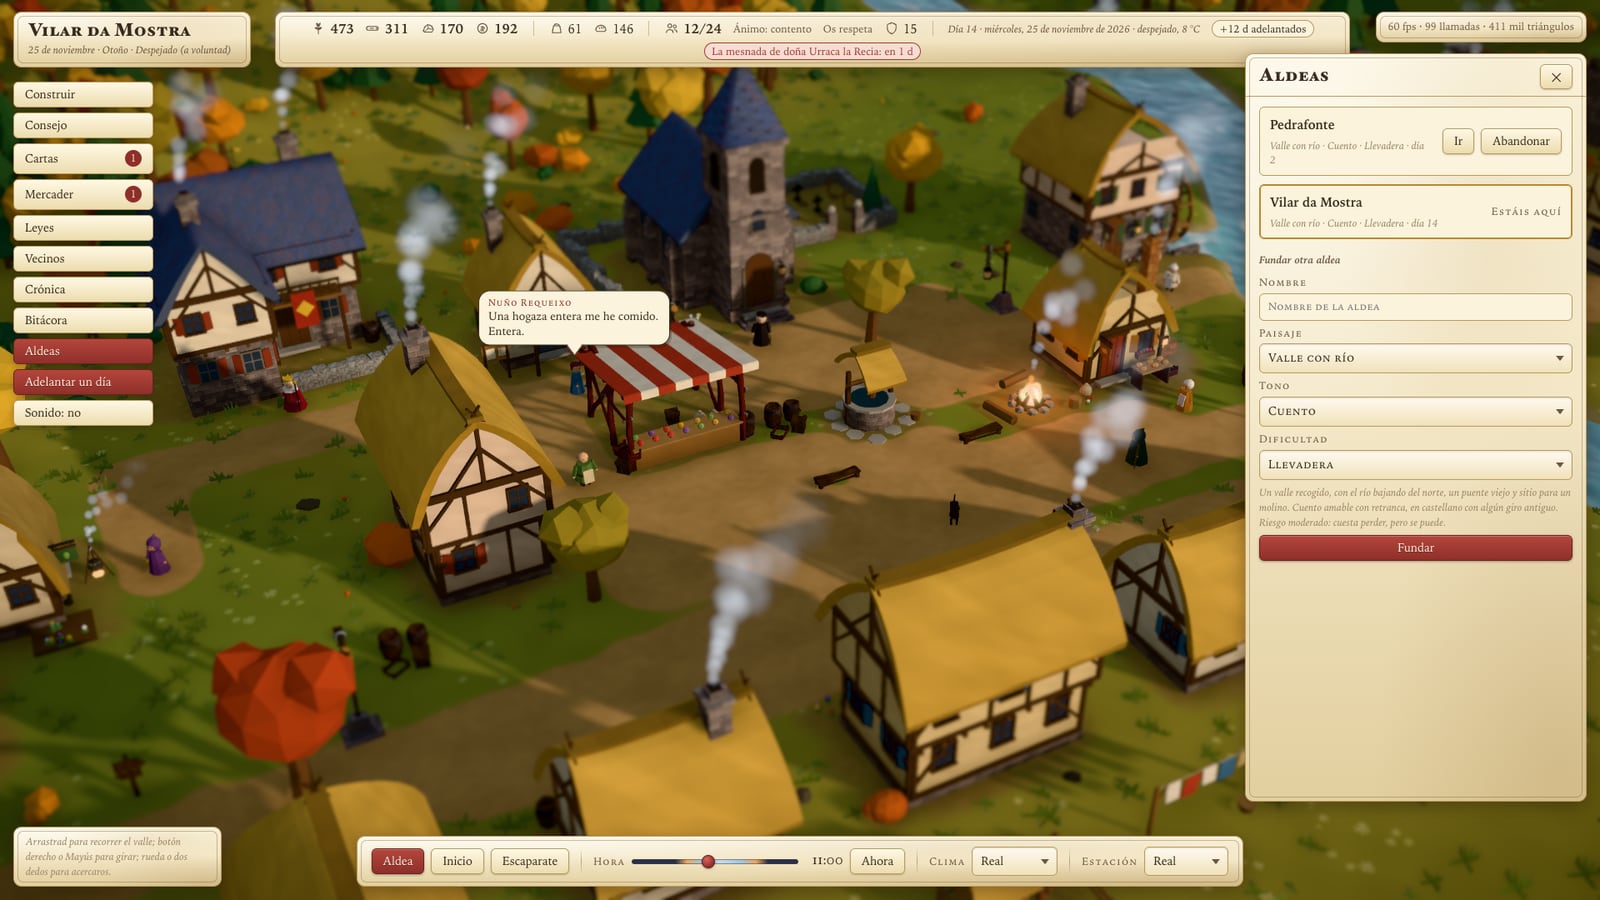 Vilar da Mostra
25 de noviembre · Otoño · Despejado (a voluntad)
473 311 170 192 61 146 12/24 Ánimo: contento Os respeta 15 Día 14 · miércoles, 25 de noviembre de 2026 · despejado, 8 °C +12 d adelantados
La mesnada de doña Urraca la Recia: en 1 d
60 fps · 99 llamadas · 411 mil triángulos
Construir
Consejo
Cartas 1
Mercader 1
Leyes
Vecinos
Crónica
Bitácora
Aldeas
Adelantar un día
Sonido: no
Nuño Requeixo
Una hogaza entera me he comido.
Entera.
Aldeas
Pedrafonte
Valle con río · Cuento · Llevadera · día
2
Ir Abandonar
Vilar da Mostra
Valle con río · Cuento · Llevadera · día 14
Estáis aquí
Fundar otra aldea
Nombre
Nombre de la aldea
Paisaje
Valle con río
Tono
Cuento
Dificultad
Llevadera
Un valle recogido, con el río bajando del norte, un puente viejo y sitio para un
molino. Cuento amable con retranca, en castellano con algún giro antiguo.
Riesgo moderado: cuesta perder, pero se puede.
Fundar
Arrastrad para recorrer el valle; botón
derecho o Mayús para girar; rueda o dos
dedos para acercaros.
Aldea Inicio Escaparate Hora 11:00 Ahora Clima Real Estación Real